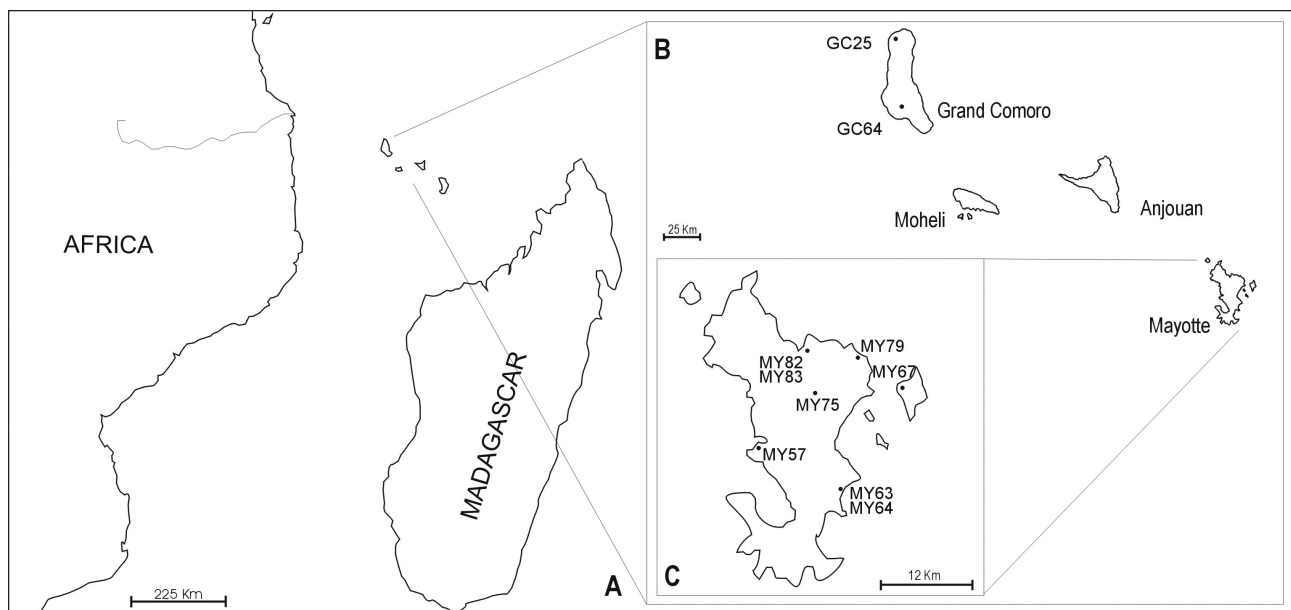 AFRICA
MADAGASCAR
225 Km
A
B
GC25
GC64
Grand Comoro
Moheli
Anjouan
25 Km
Mayotte
MY82
MY83
MY79
MY67
MY75
MY57
MY63
MY64
C
12 Km